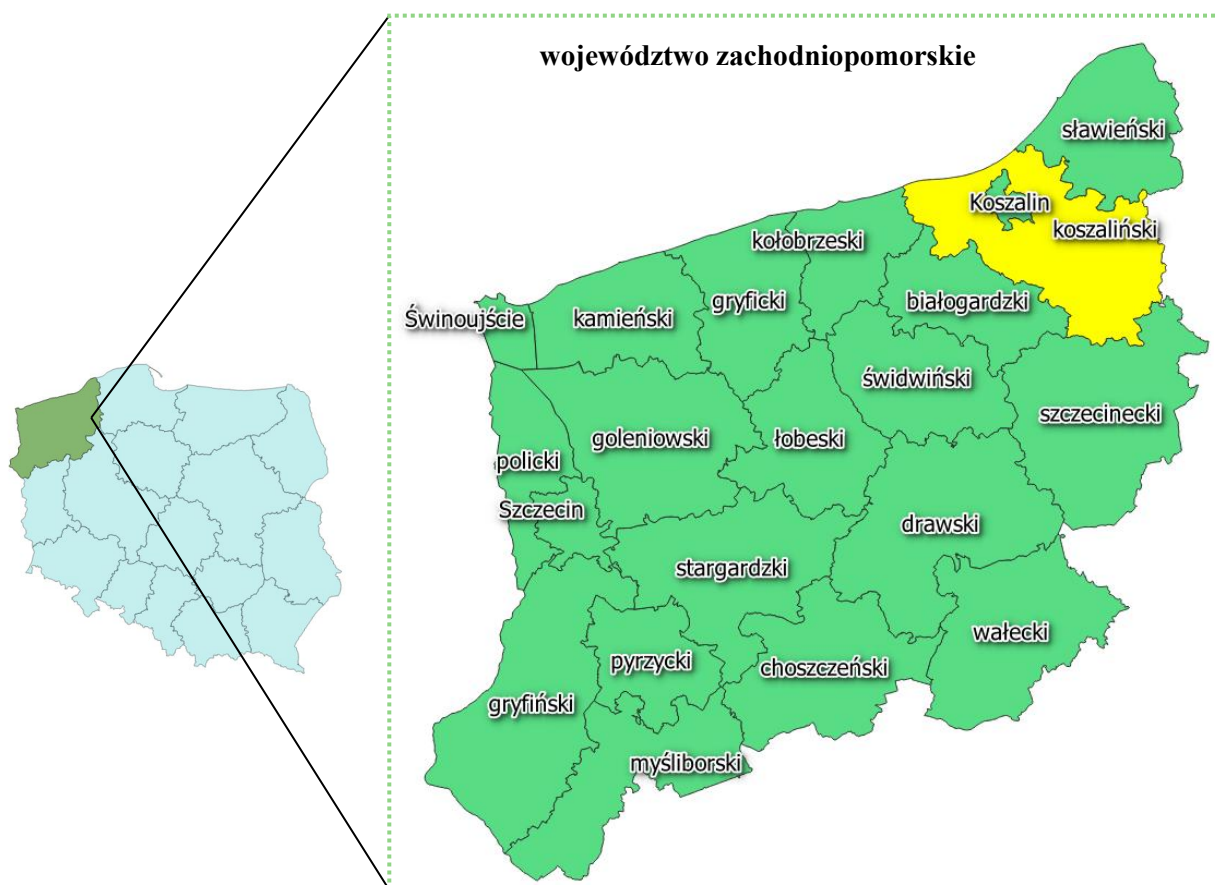 województwo zachodniopomorskie
sławieński
Koszalin
koszaliński
kołobrzeski
białogardzki
gryficki
kamieński
Świnoujście
świdwiński
szczecinecki
goleniowski
łobeski
policki
Szczecin
drawski
stargardzki
wałecki
pyrzycki
choszczeński
gryfiński
myśliborski